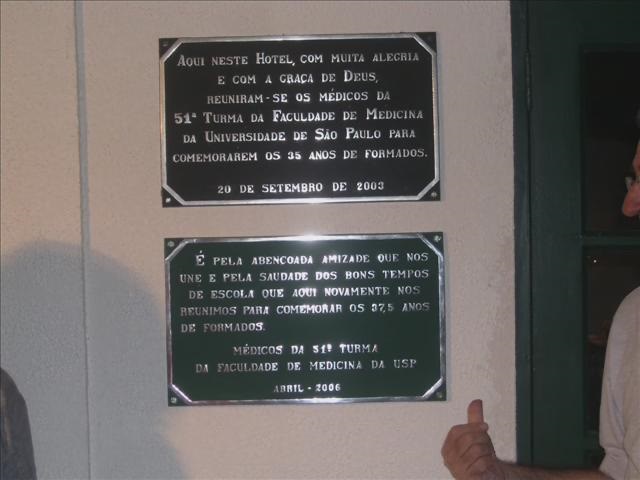 Aqui neste Hotel, com muita alegria
e com a graça de Deus,
reuniram-se os médicos da
51ª Turma da Faculdade de Medicina
da Universidade de São Paulo para
comemorarem os 35 anos de formados.
20 de setembro de 2003
É pela abençoada amizade que nos
une e pela saudade dos bons tempos
de escola que aqui novamente nos
reunimos para comemorar os 37,5 anos
de formados.
Médicos da 51ª Turma
da Faculdade de Medicina da USP
Abril - 2006